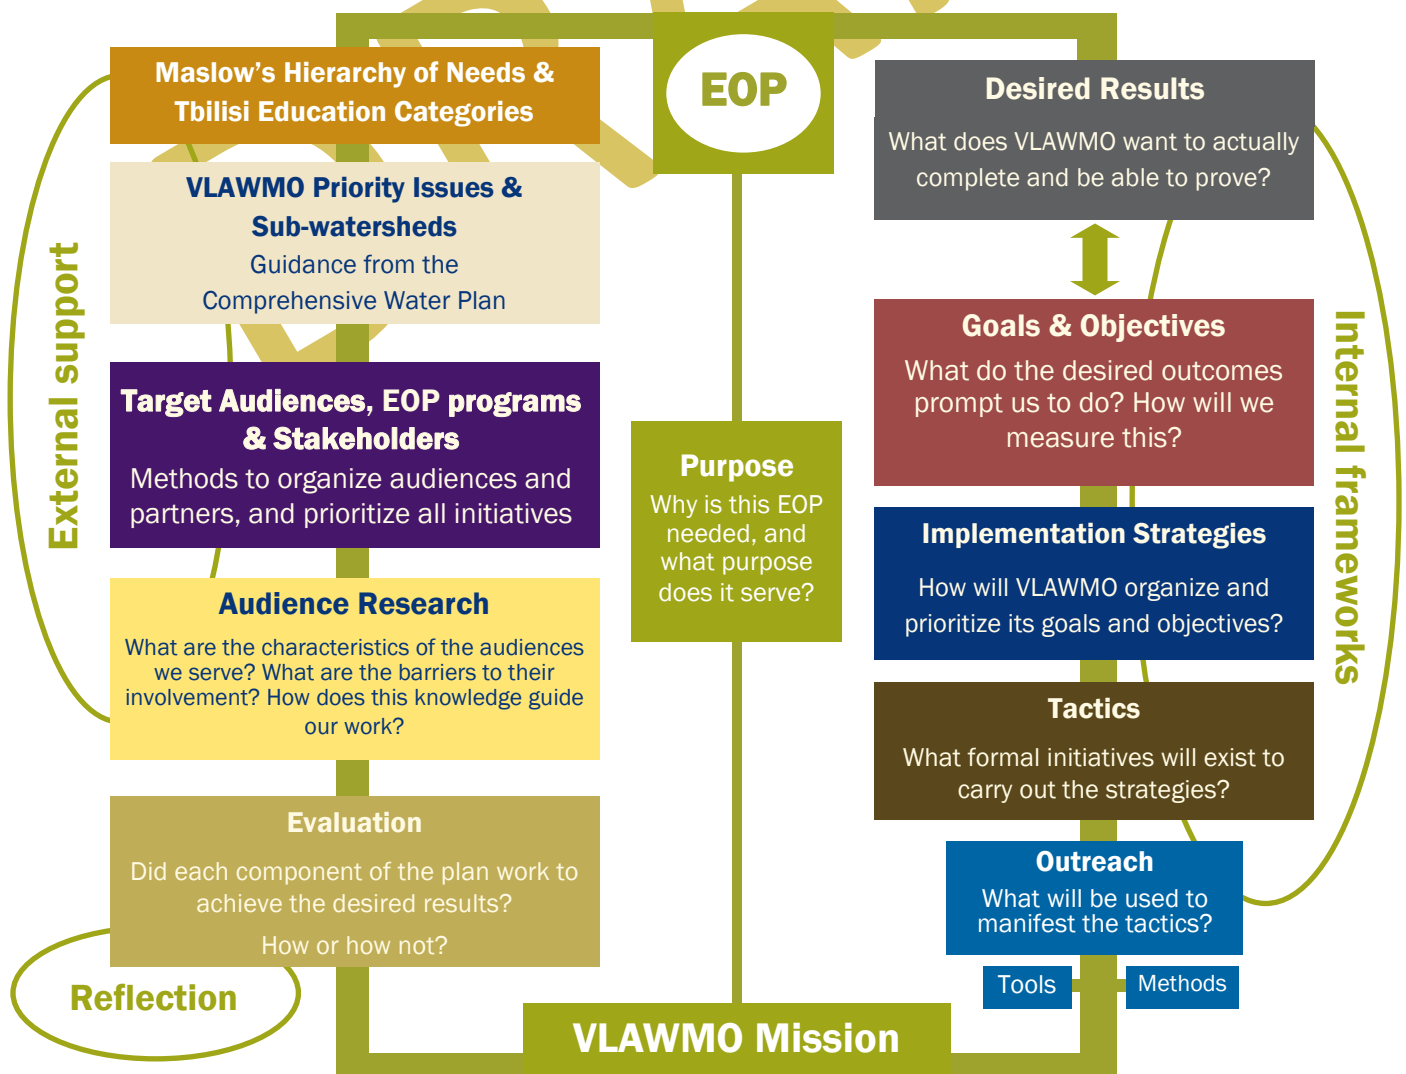 EOP
Maslow's Hierarchy of Needs &
Tbilisi Education Categories
VLAWMO Priority Issues &
Sub-watersheds
Guidance from the
Comprehensive Water Plan
Target Audiences, EOP programs
& Stakeholders
Methods to organize audiences and
partners, and prioritize all initiatives
Audience Research
What are the characteristics of the audiences
we serve? What are the barriers to their
involvement? How does this knowledge guide
our work?
Evaluation
Did each component of the plan work to
achieve the desired results?
How or how not?
External support
Reflection
Purpose
Why is this EOP
needed, and
what purpose
does it serve?
VLAWMO Mission
Desired Results
What does VLAWMO want to actually
complete and be able to prove?
Goals & Objectives
What do the desired outcomes
prompt us to do? How will we
measure this?
Implementation Strategies
How will VLAWMO organize and
prioritize its goals and objectives?
Tactics
What formal initiatives will exist to
carry out the strategies?
Outreach
What will be used to
manifest the tactics?
Tools
Methods
Internal frameworks